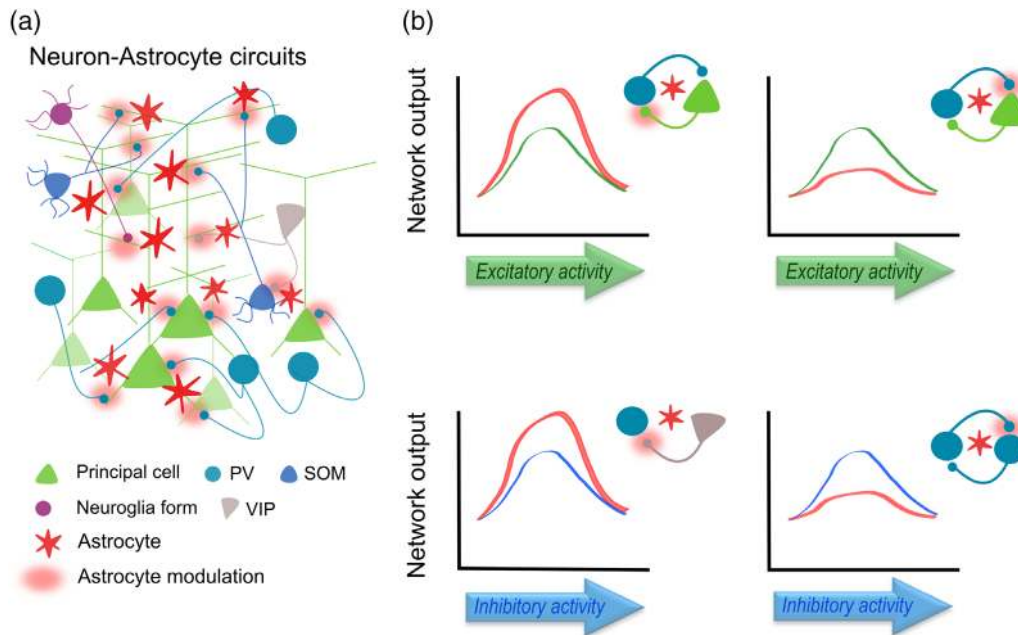 (a)
Neuron-Astrocyte circuits
Principal cell
PV
SOM
Neuroglia form
VIP
Astrocyte
Astrocyte modulation
(b)
Network output
Excitatory activity
Excitatory activity
Network output
Inhibitory activity
Inhibitory activity